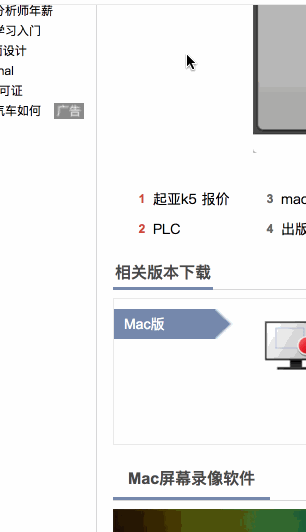 分析师年薪
学习入门
面设计
nal
可证
汽车如何 广告
1 起亚k5 报价 3 mac
2 PLC 4 出版
相关版本下载
Mac版
Mac屏幕录像软件